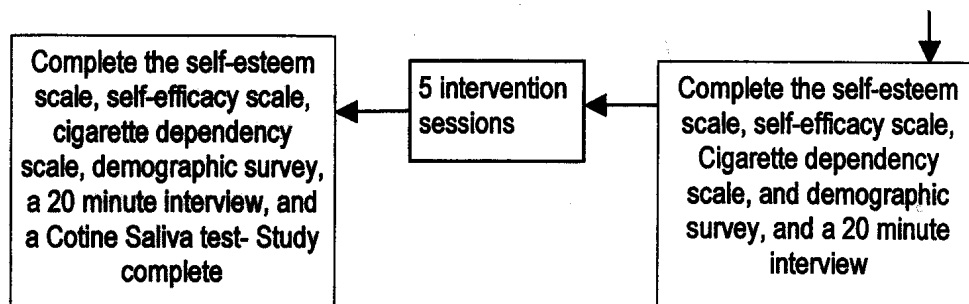 Complete the self-esteem
scale, self-efficacy scale,
cigarette dependency
scale, demographic survey,
a 20 minute interview, and
a Cotine Saliva test- Study
complete
5 intervention
sessions
Complete the self-esteem
scale, self-efficacy scale,
Cigarette dependency
scale, and demographic
survey, and a 20 minute
interview